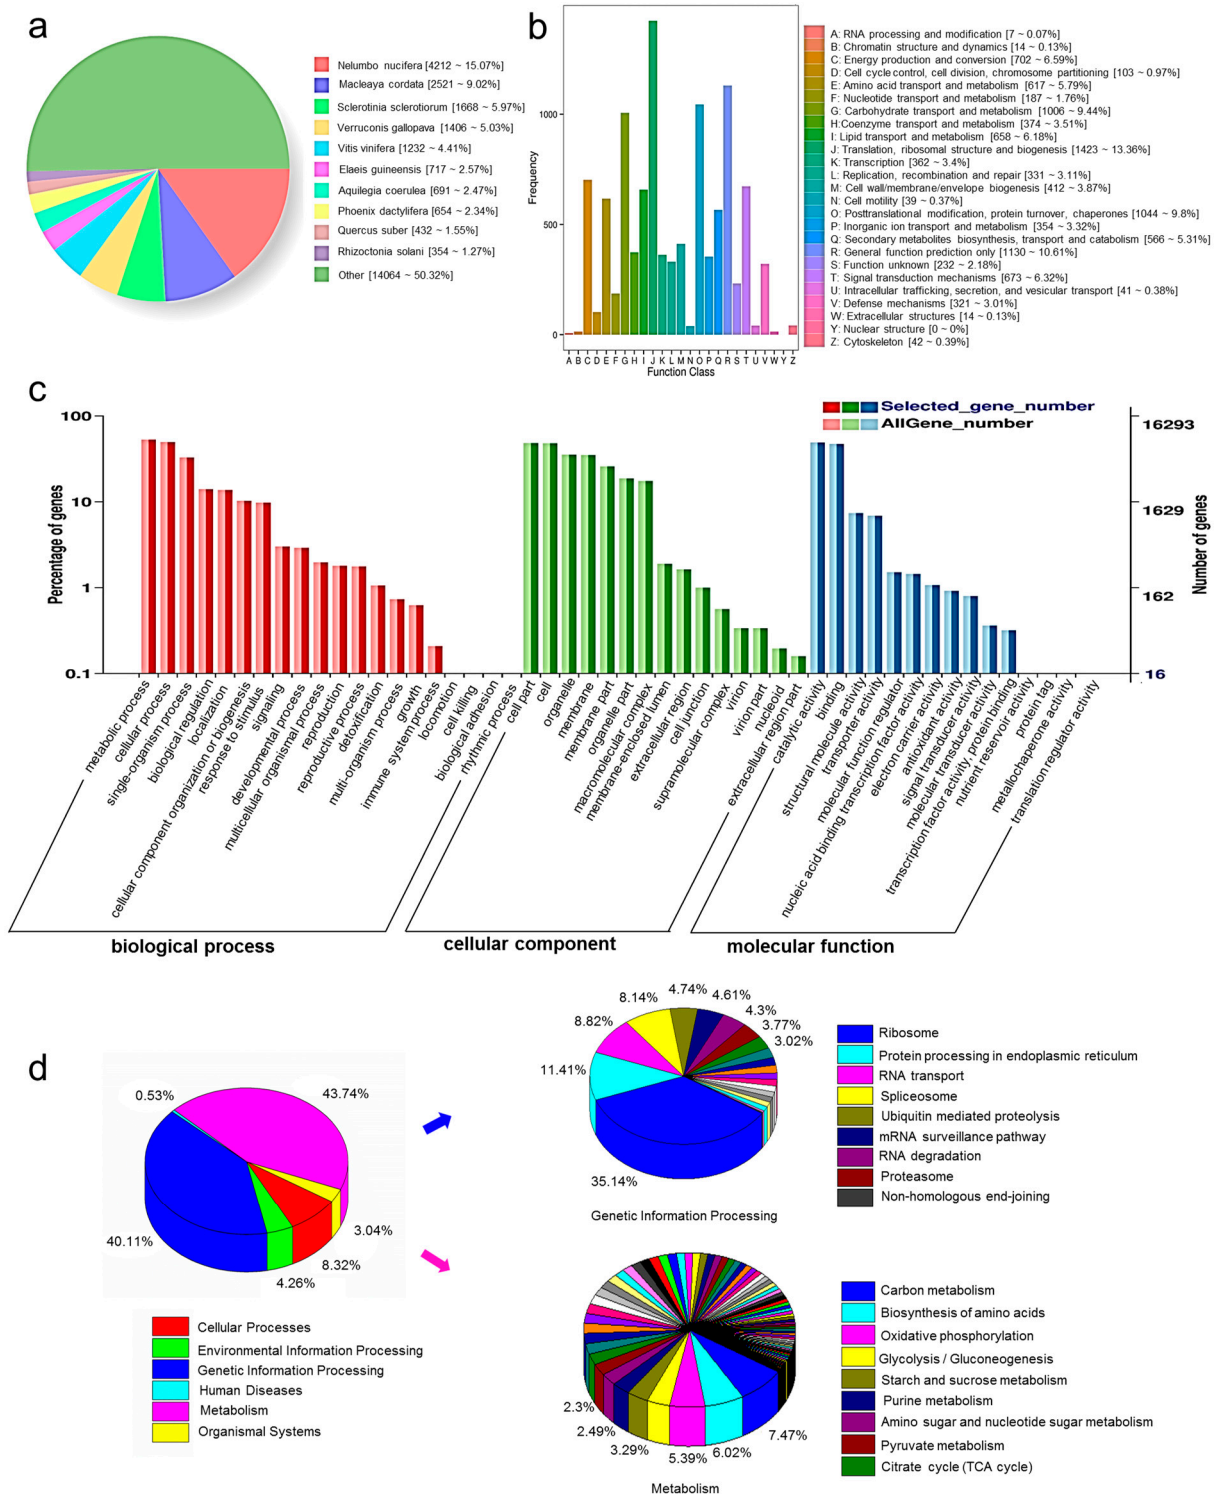 a
Nelumbo nucifera [4212 ~ 15.07%]
Macleaya cordata [2521 ~ 9.02%]
Sclerotinia sclerotiorum [1668 ~ 5.97%]
Verruconis gallopava [1406 ~ 5.03%]
Vitis vinifera [1232 ~ 4.41%]
Elaeis guineensis [717 ~ 2.57%]
Aquilegia coerulea [691 ~ 2.47%]
Phoenix dactylifera [654 ~ 2.34%]
Quercus suber [432 ~ 1.55%]
Rhizoctonia solani [354 ~ 1.27%]
Other [14064 ~ 50.32%]
b
Frequency
1000
500
0
A B C D E F G H I J K L M N O P Q R S T U V W Y Z
Function Class
A: RNA processing and modification [7 ~ 0.07%]
B: Chromatin structure and dynamics [14 ~ 0.13%]
C: Energy production and conversion [702 ~ 6.59%]
D: Cell cycle control, cell division, chromosome partitioning [103 ~ 0.97%]
E: Amino acid transport and metabolism [617 ~ 5.79%]
F: Nucleotide transport and metabolism [187 ~ 1.76%]
G: Carbohydrate transport and metabolism [1006 ~ 9.44%]
H:Coenzyme transport and metabolism [374 ~ 3.51%]
I: Lipid transport and metabolism [658 ~ 6.18%]
J: Translation, ribosomal structure and biogenesis [1423 ~ 13.36%]
K: Transcription [362 ~ 3.4%]
L: Replication, recombination and repair [331 ~ 3.11%]
M: Cell wall/membrane/envelope biogenesis [412 ~ 3.87%]
N: Cell motility [39 ~ 0.37%]
O: Posttranslational modification, protein turnover, chaperones [1044 ~ 9.8%]
P: Inorganic ion transport and metabolism [354 ~ 3.32%]
Q: Secondary metabolites biosynthesis, transport and catabolism [566 ~ 5.31%]
R: General function prediction only [1130 ~ 10.61%]
S: Function unknown [232 ~ 2.18%]
T: Signal transduction mechanisms [673 ~ 6.32%]
U: Intracellular trafficking, secretion, and vesicular transport [41 ~ 0.38%]
V: Defense mechanisms [321 ~ 3.01%]
W: Extracellular structures [14 ~ 0.13%]
Y: Nuclear structure [0 ~ 0%]
Z: Cytoskeleton [42 ~ 0.39%]
c
Selected_gene_number
AllGene_number
Percentage of genes
100
10
1
0.1
Number of genes
16293
1629
162
16
metabolic process
cellular process
single-organism process
biological regulation
localization
cellular component organization or biogenesis
response to stimulus
signaling
developmental process
multicellular organismal process
reproduction
reproductive process
detoxification
multi-organism process
growth
immune system process
locomotion
cell killing
biological adhesion
rhythmic process
cell part
cell
organelle
membrane
membrane part
organelle part
macromolecular complex
membrane-enclosed lumen
extracellular region
cell junction
supramolecular complex
virion
virion part
nucleoid
extracellular region part
catalytic activity
binding
structural molecule activity
transporter activity
molecular function regulator
nucleic acid binding transcription factor activity
electron carrier activity
antioxidant activity
signal transducer activity
molecular transducer activity
transcription factor activity, protein binding
nutrient reservoir activity
protein tag
metallochaperone activity
translation regulator activity
biological process
cellular component
molecular function
d
0.53%
43.74%
40.11%
3.04%
8.32%
4.26%
Cellular Processes
Environmental Information Processing
Genetic Information Processing
Human Diseases
Metabolism
Organismal Systems
4.74%
8.14%
4.61%
4.3%
8.82%
3.77%
3.02%
11.41%
35.14%
Genetic Information Processing
Ribosome
Protein processing in endoplasmic reticulum
RNA transport
Spliceosome
Ubiquitin mediated proteolysis
mRNA surveillance pathway
RNA degradation
Proteasome
Non-homologous end-joining
2.3%
2.49%
3.29%
5.39%
6.02%
7.47%
Metabolism
Carbon metabolism
Biosynthesis of amino acids
Oxidative phosphorylation
Glycolysis / Gluconeogenesis
Starch and sucrose metabolism
Purine metabolism
Amino sugar and nucleotide sugar metabolism
Pyruvate metabolism
Citrate cycle (TCA cycle)